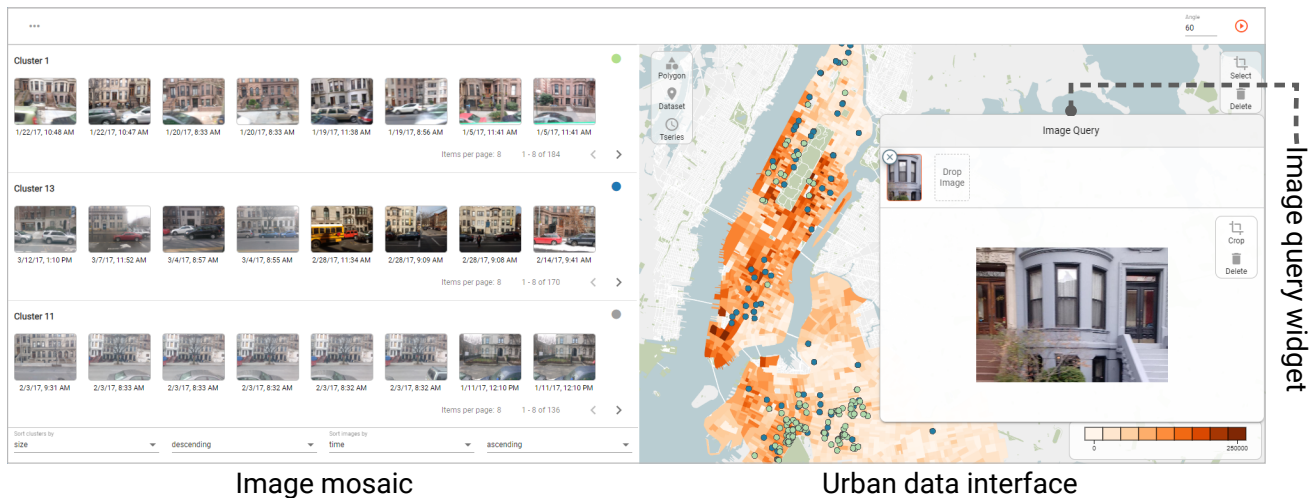 ...
Angle
60
Cluster 1
1/22/17, 10:48 AM
1/22/17, 10:47 AM
1/20/17, 8:33 AM
1/20/17, 8:33 AM
1/19/17, 11:38 AM
1/19/17, 8:56 AM
1/5/17, 11:41 AM
1/5/17, 11:41 AM
Items per page: 8
1 - 8 of 184
Cluster 13
3/12/17, 1:10 PM
3/7/17, 11:52 AM
3/4/17, 8:57 AM
3/4/17, 8:55 AM
2/28/17, 11:34 AM
2/28/17, 9:09 AM
2/28/17, 9:08 AM
2/14/17, 9:41 AM
Items per page: 8
1 - 8 of 170
Cluster 11
2/3/17, 9:31 AM
2/3/17, 8:33 AM
2/3/17, 8:33 AM
2/3/17, 8:32 AM
2/3/17, 8:32 AM
2/3/17, 8:32 AM
1/11/17, 12:10 PM
1/11/17, 12:10 PM
Items per page: 8
1 - 8 of 136
Sort clusters by
size
descending
Sort images by
time
ascending
Polygon
Dataset
Tseries
Select
Delete
Image Query
Drop
Image
Crop
Delete
0
250000
Image query widget
Image mosaic
Urban data interface